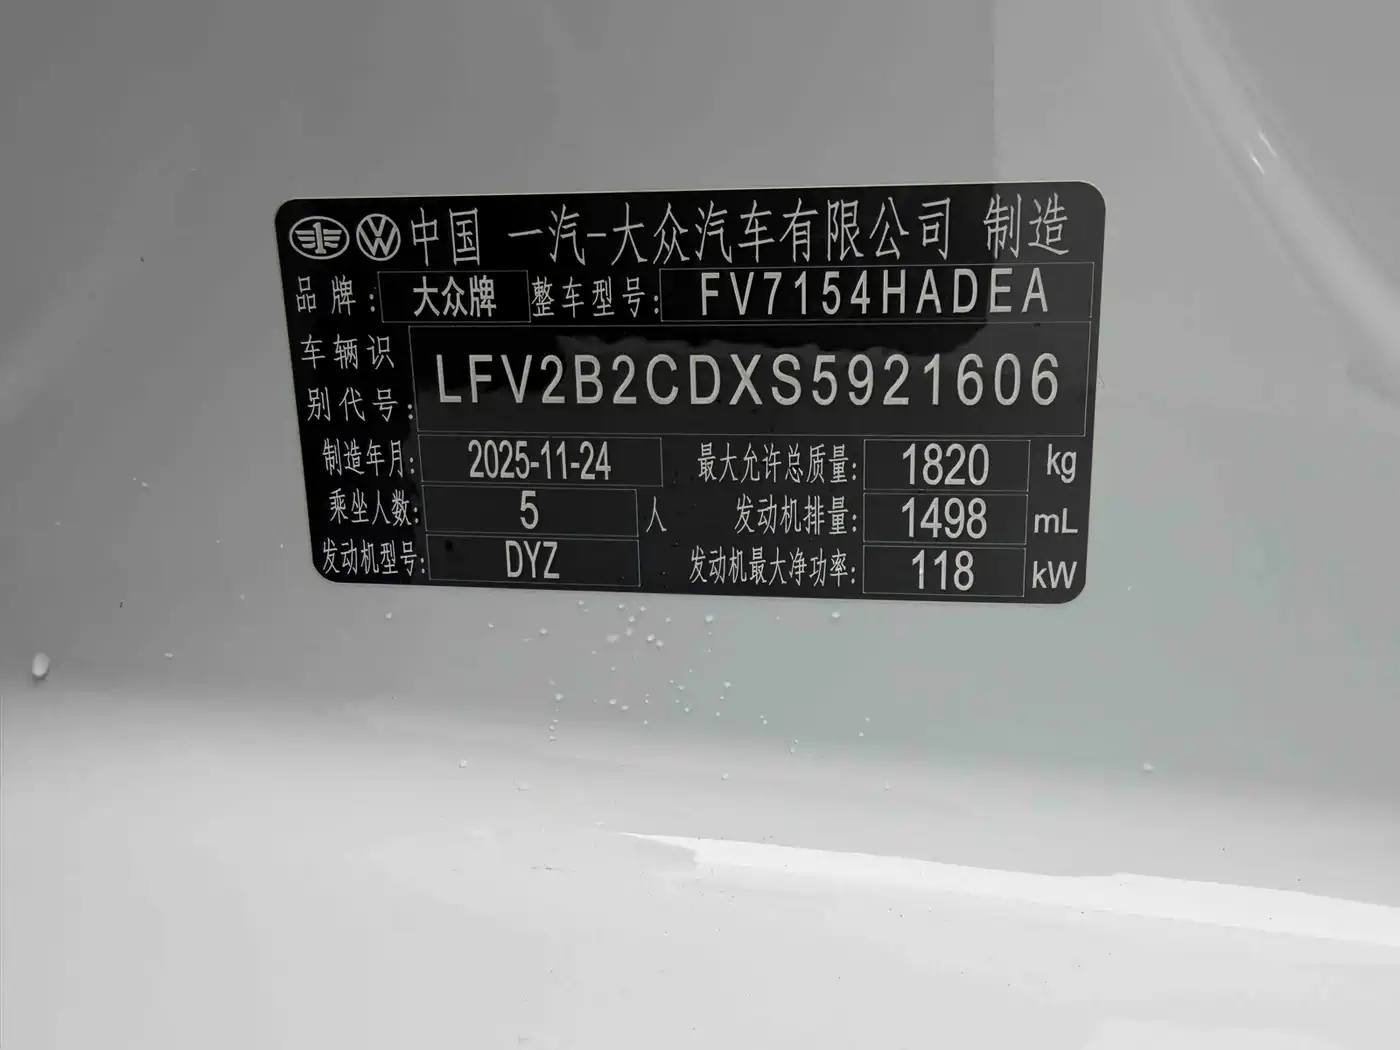 中国 一汽-大众汽车有限公司 制造
品牌: 大众牌 整车型号: FV7154HADEA
车辆识别代号: LFV2B2CDXS5921606
制造年月: 2025-11-24 最大允许总质量: 1820 kg
乘坐人数: 5 人 发动机排量: 1498 mL
发动机型号: DYZ 发动机最大净功率: 118 kW